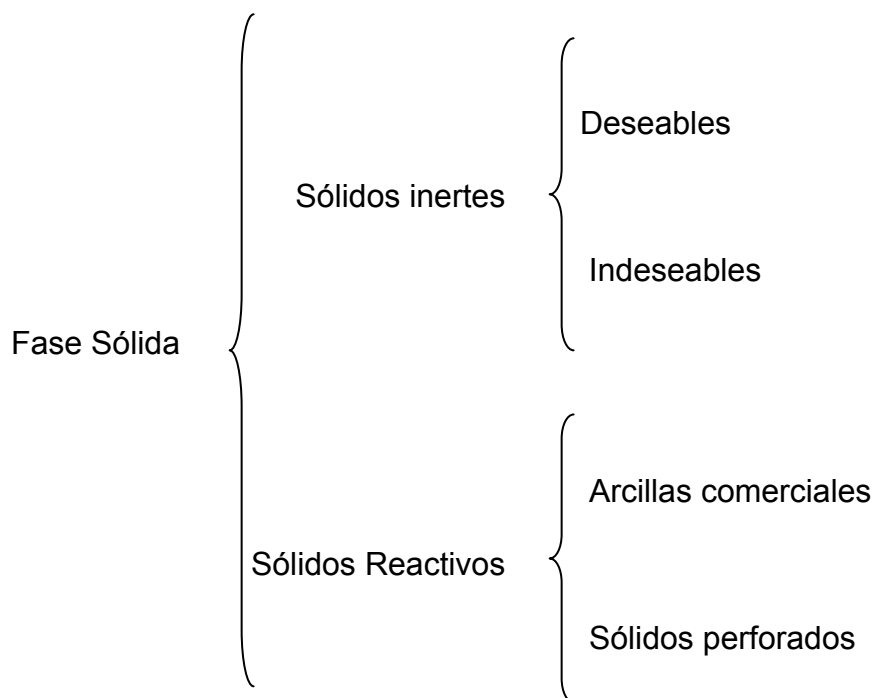 Fase Sólida
Sólidos inertes
Deseables
Indeseables
Sólidos Reactivos
Arcillas comerciales
Sólidos perforados